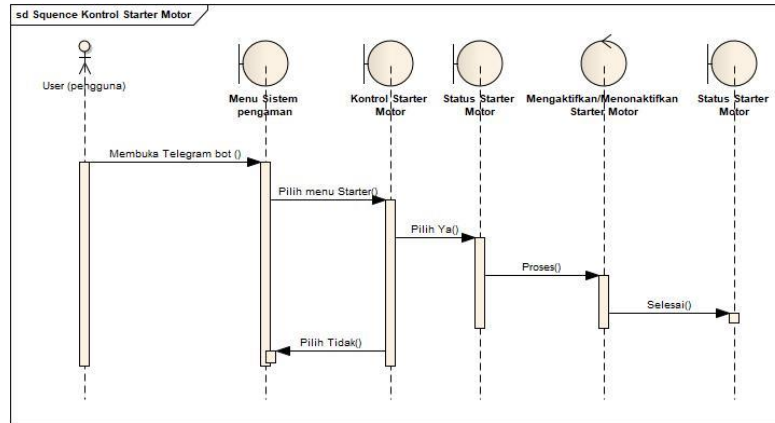 sd Squence Kontrol Starter Motor
User (pengguna)
Menu Sistem
pengaman
Kontrol Starter
Motor
Status Starter
Motor
Mengaktifkan/Menonaktifkan
Starter Motor
Status Starter
Motor
Membuka Telegram bot ()
Pilih menu Starter()
Pilih Ya()
Proses()
Selesai()
Pilih Tidak()